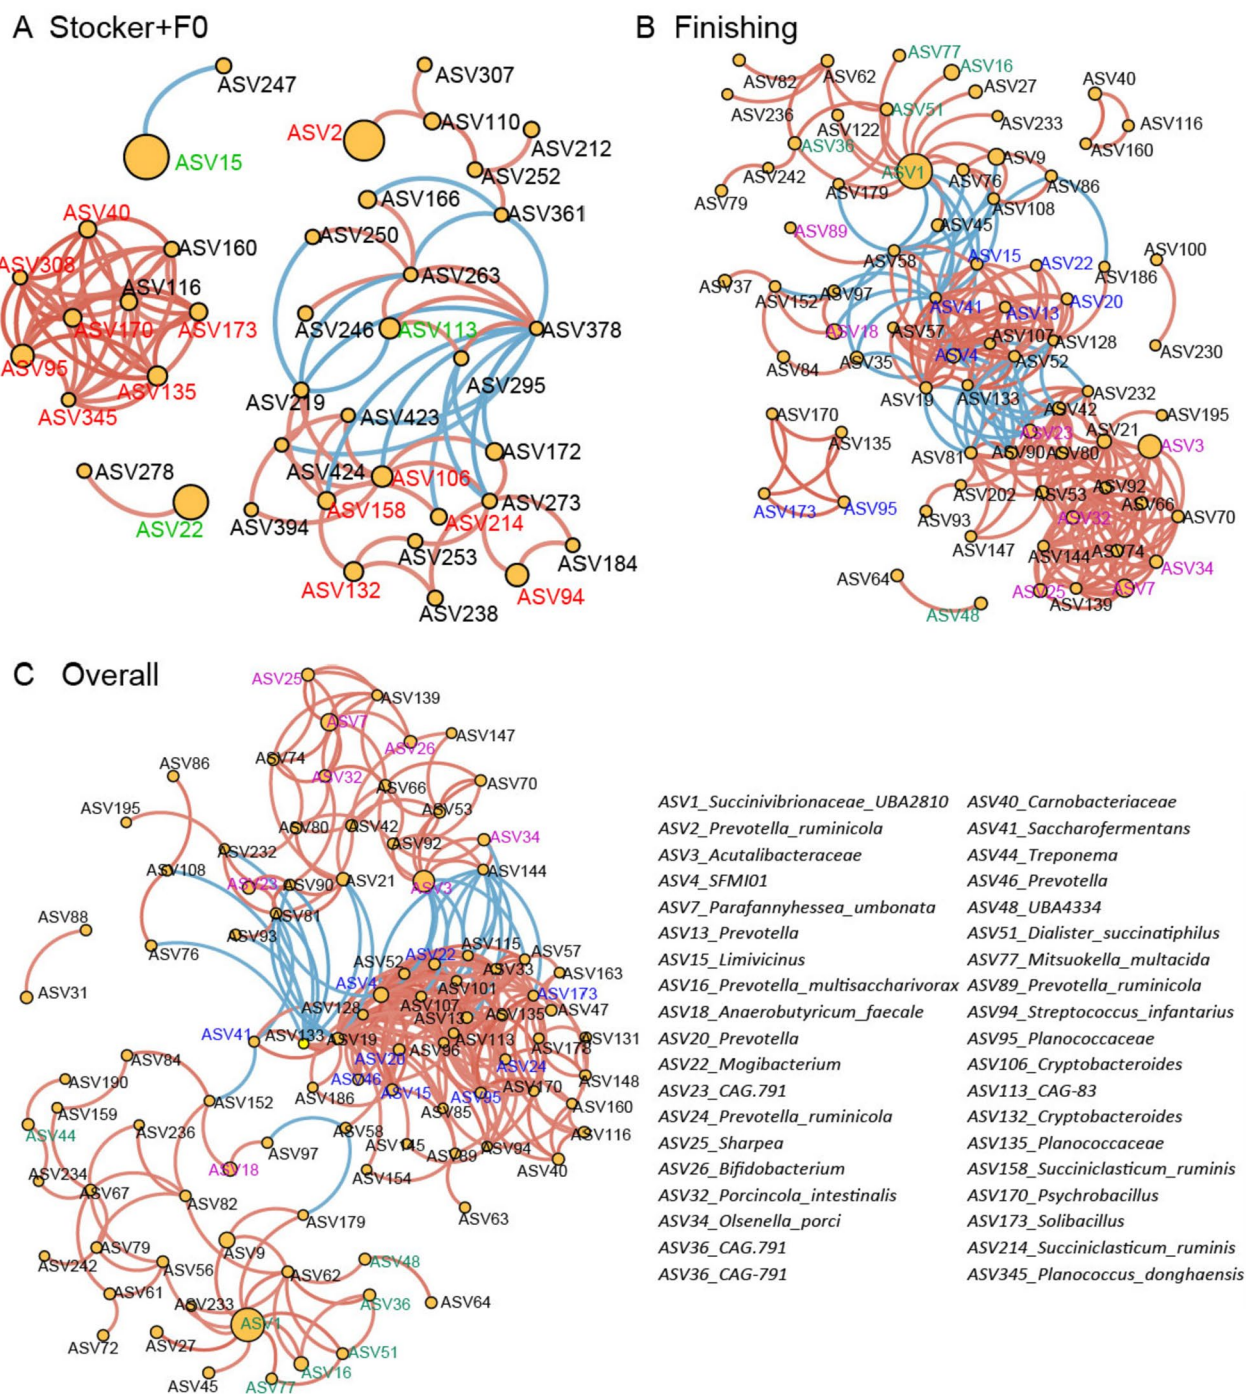 A Stocker+F0
ASV247
ASV307
ASV15
ASV2
ASV110
ASV212
ASV252
ASV166
ASV361
ASV40
ASV160
ASV250
ASV308
ASV263
ASV116
ASV170
ASV173
ASV246
ASV113
ASV378
ASV95
ASV135
ASV295
ASV345
ASV219
ASV423
ASV278
ASV424
ASV106
ASV172
ASV22
ASV394
ASV158
ASV273
ASV214
ASV253
ASV184
ASV132
ASV94
ASV238
B Finishing
ASV77
ASV16
ASV62
ASV82
ASV27
ASV40
ASV236
ASV51
ASV122
ASV233
ASV116
ASV36
ASV160
ASV9
ASV242
ASV1
ASV76
ASV86
ASV79
ASV179
ASV108
ASV89
ASV45
ASV58
ASV15
ASV22
ASV100
ASV186
ASV37
ASV152
ASV97
ASV41
ASV13
ASV20
ASV18
ASV57
ASV107
ASV128
ASV230
ASV84
ASV35
ASV4
ASV52
ASV19
ASV133
ASV232
ASV170
ASV42
ASV195
ASV135
ASV23
ASV21
ASV3
ASV81
ASV90
ASV80
ASV202
ASV53
ASV92
ASV173
ASV95
ASV66
ASV93
ASV32
ASV70
ASV147
ASV144
ASV74
ASV64
ASV34
ASV25
ASV139
ASV7
ASV48
C Overall
ASV25
ASV139
ASV7
ASV26
ASV147
ASV74
ASV86
ASV32
ASV66
ASV70
ASV195
ASV80
ASV42
ASV53
ASV92
ASV34
ASV232
ASV108
ASV23
ASV90
ASV21
ASV3
ASV144
ASV88
ASV81
ASV93
ASV76
ASV115
ASV57
ASV52
ASV22
ASV33
ASV163
ASV31
ASV4
ASV101
ASV173
ASV128
ASV107
ASV13
ASV135
ASV47
ASV41
ASV133
ASV19
ASV113
ASV131
ASV96
ASV178
ASV84
ASV20
ASV24
ASV190
ASV46
ASV15
ASV95
ASV170
ASV148
ASV186
ASV152
ASV159
ASV85
ASV160
ASV44
ASV236
ASV58
ASV116
ASV97
ASV145
ASV89
ASV94
ASV18
ASV40
ASV234
ASV154
ASV67
ASV82
ASV179
ASV63
ASV79
ASV9
ASV242
ASV56
ASV62
ASV48
ASV61
ASV233
ASV36
ASV64
ASV1
ASV72
ASV27
ASV51
ASV16
ASV45
ASV77
ASV1_Succinivibrionaceae_UBA2810
ASV2_Prevotella_ruminicola
ASV3_Acutalibacteraceae
ASV4_SFMI01
ASV7_Parafannyhessea_umbonata
ASV13_Prevotella
ASV15_Limivicinus
ASV16_Prevotella_multisaccharivorax
ASV18_Anaerobutyricum_faecale
ASV20_Prevotella
ASV22_Mogibacterium
ASV23_CAG.791
ASV24_Prevotella_ruminicola
ASV25_Sharpea
ASV26_Bifidobacterium
ASV32_Porcincola_intestinalis
ASV34_Olsenella_porci
ASV36_CAG.791
ASV36_CAG-791
ASV40_Carnobacteriaceae
ASV41_Saccharofermentans
ASV44_Treponema
ASV46_Prevotella
ASV48_UBA4334
ASV51_Dialister_succinatiphilus
ASV77_Mitsuokella_multacida
ASV89_Prevotella_ruminicola
ASV94_Streptococcus_infantarius
ASV95_Planococcaceae
ASV106_Cryptobacteroides
ASV113_CAG-83
ASV132_Cryptobacteroides
ASV135_Planococcaceae
ASV158_Succiniclasticum_ruminis
ASV170_Psychrobacillus
ASV173_Solibacillus
ASV214_Succiniclasticum_ruminis
ASV345_Planococcus_donghaensis